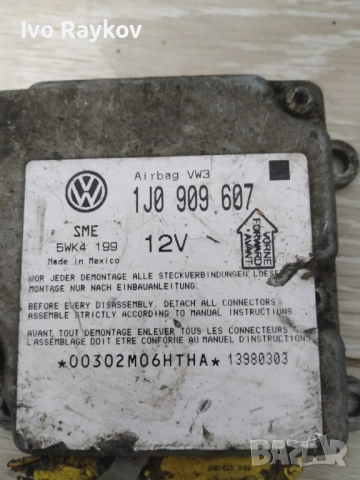 Ivo Raykov
Airbag VW3
1J0 909 607
SME
5WK4 199
12V
Made in Mexico
VORNE
FORWARD
AVANT
VOR JEDER DEMONTAGE ALLE STECKVERBINDUNGEN LOESEN
MONTAGE NUR NACH EINBAUANLEITUNG.
BEFORE EVERY DISASSEMBLY, DETACH ALL CONNECTORS
ASSEMBLE STRICTLY ACCORDING TO MANUAL INSTRUCTIONS.
AVANT TOUT DEMONTAGE ENLEVER TOUS LES CONNECTEURS
L'ASSEMBLAGE DOIT ETRE CONFORME AU MANUEL D'INSTRUCTIONS.
*00302M06HTHA* 13980303
bazar